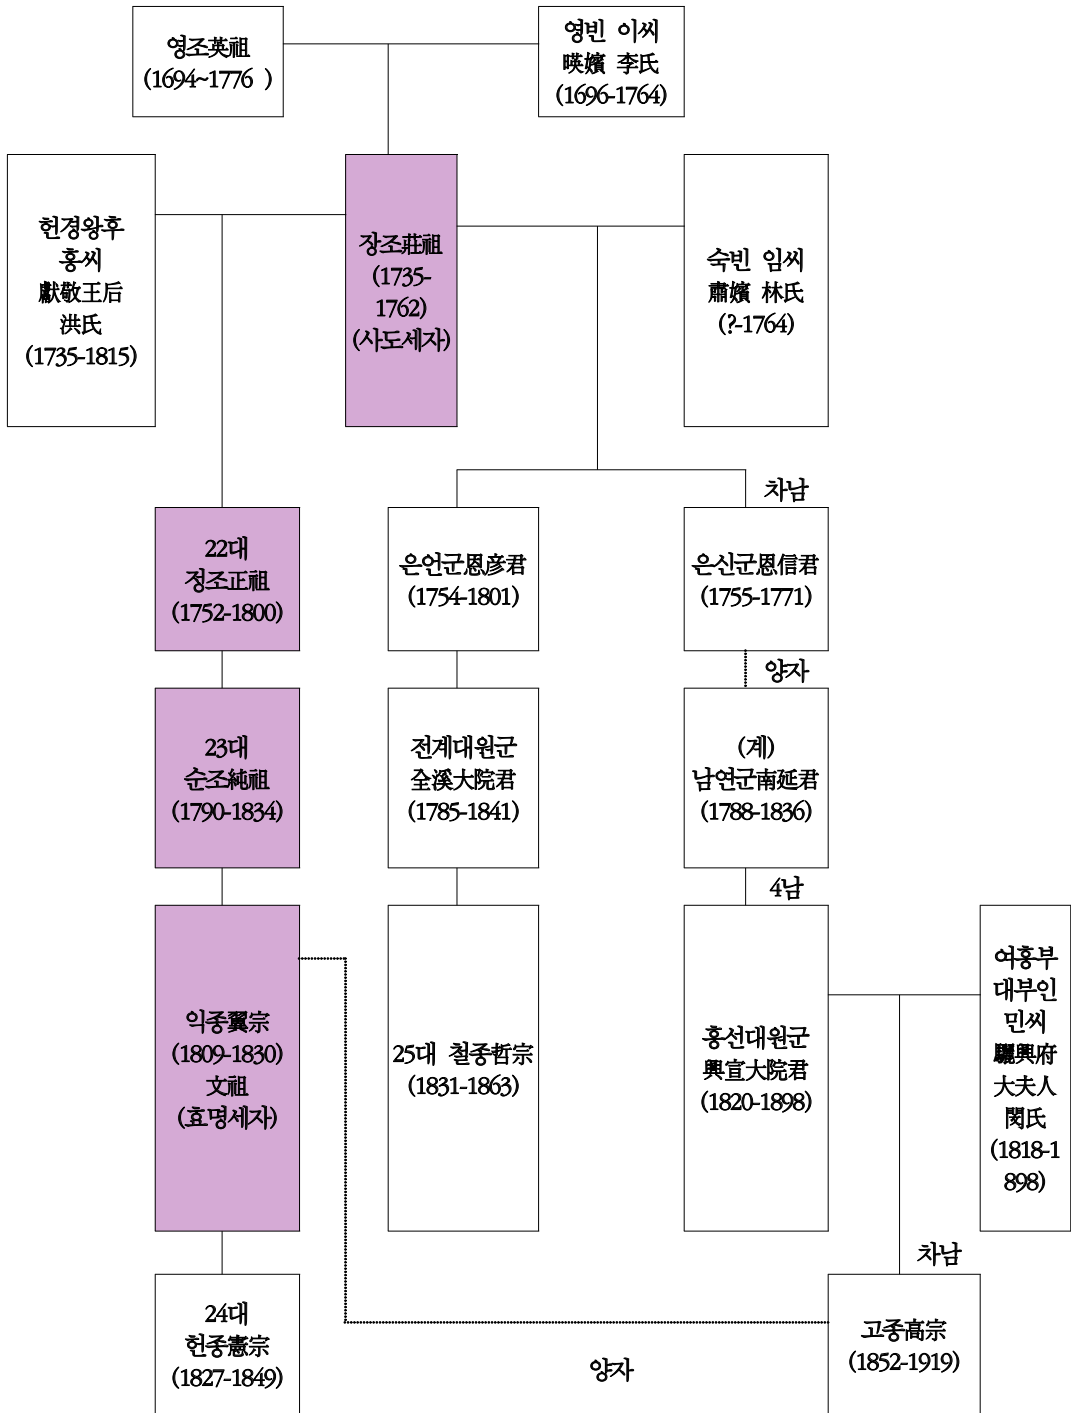 영조英祖
(1694~1776 )
영빈 이씨
暎嬪 李氏
(1696-1764)
헌경왕후
홍씨
獻敬王后
洪氏
(1735-1815)
장조莊祖
(1735-
1762)
(사도세자)
숙빈 임씨
肅嬪 林氏
(?-1764)
차남
22대
정조正祖
(1752-1800)
은언군恩彦君
(1754-1801)
은신군恩信君
(1755-1771)
양자
23대
순조純祖
(1790-1834)
전계대원군
全溪大院君
(1785-1841)
(계)
남연군南延君
(1788-1836)
4남
익종翼宗
(1809-1830)
文祖
(효명세자)
25대 철종哲宗
(1831-1863)
흥선대원군
興宣大院君
(1820-1898)
여흥부
대부인
민씨
驪興府
大夫人
閔氏
(1818-1
898)
차남
24대
헌종憲宗
(1827-1849)
양자
고종高宗
(1852-1919)